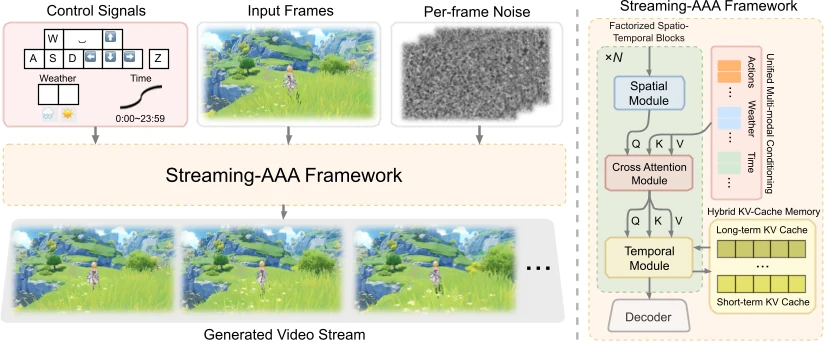 Control Signals
Input Frames
Per-frame Noise
W
A S D Z
Weather
Time
0:00~23:59
Streaming-AAA Framework
...
Generated Video Stream
Streaming-AAA Framework
Factorized Spatio-
Temporal Blocks
×N
Spatial
Module
Q K V
Cross Attention
Module
Q K V
Temporal
Module
Decoder
Actions
...
Weather
...
Time
...
Unified Multi-modal Conditioning
Hybrid KV-Cache Memory
Long-term KV Cache
...
Short-term KV Cache